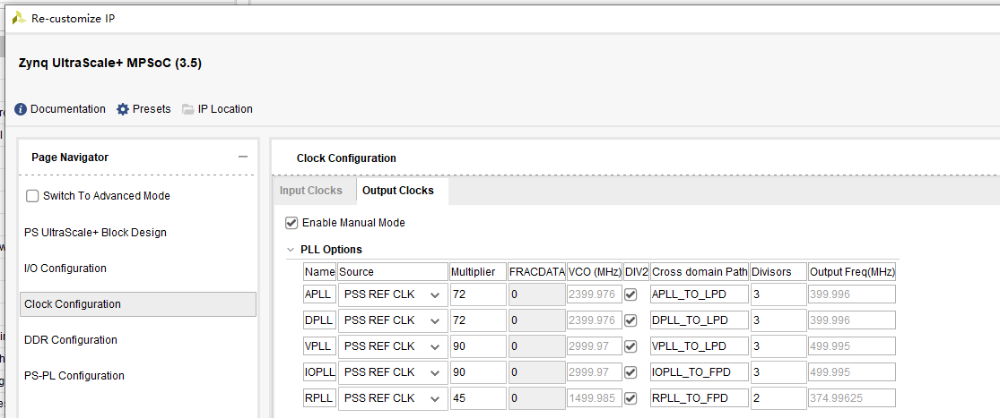 Re-customize IP
Zynq UltraScale+ MPSoC (3.5)
Documentation Presets IP Location
Page Navigator
Switch To Advanced Mode
PS UltraScale+ Block Design
I/O Configuration
Clock Configuration
DDR Configuration
PS-PL Configuration
Clock Configuration
Input Clocks Output Clocks
Enable Manual Mode
PLL Options
Name Source Multiplier FRACDATA VCO (MHz) DIV2 Cross domain Path Divisors Output Freq(MHz)
APLL PSS REF CLK 72 0 2399.976 APLL_TO_LPD 3 399.996
DPLL PSS REF CLK 72 0 2399.976 DPLL_TO_LPD 3 399.996
VPLL PSS REF CLK 90 0 2999.97 VPLL_TO_LPD 3 499.995
IOPLL PSS REF CLK 90 0 2999.97 IOPLL_TO_FPD 3 499.995
RPLL PSS REF CLK 45 0 1499.985 RPLL_TO_FPD 2 374.99625